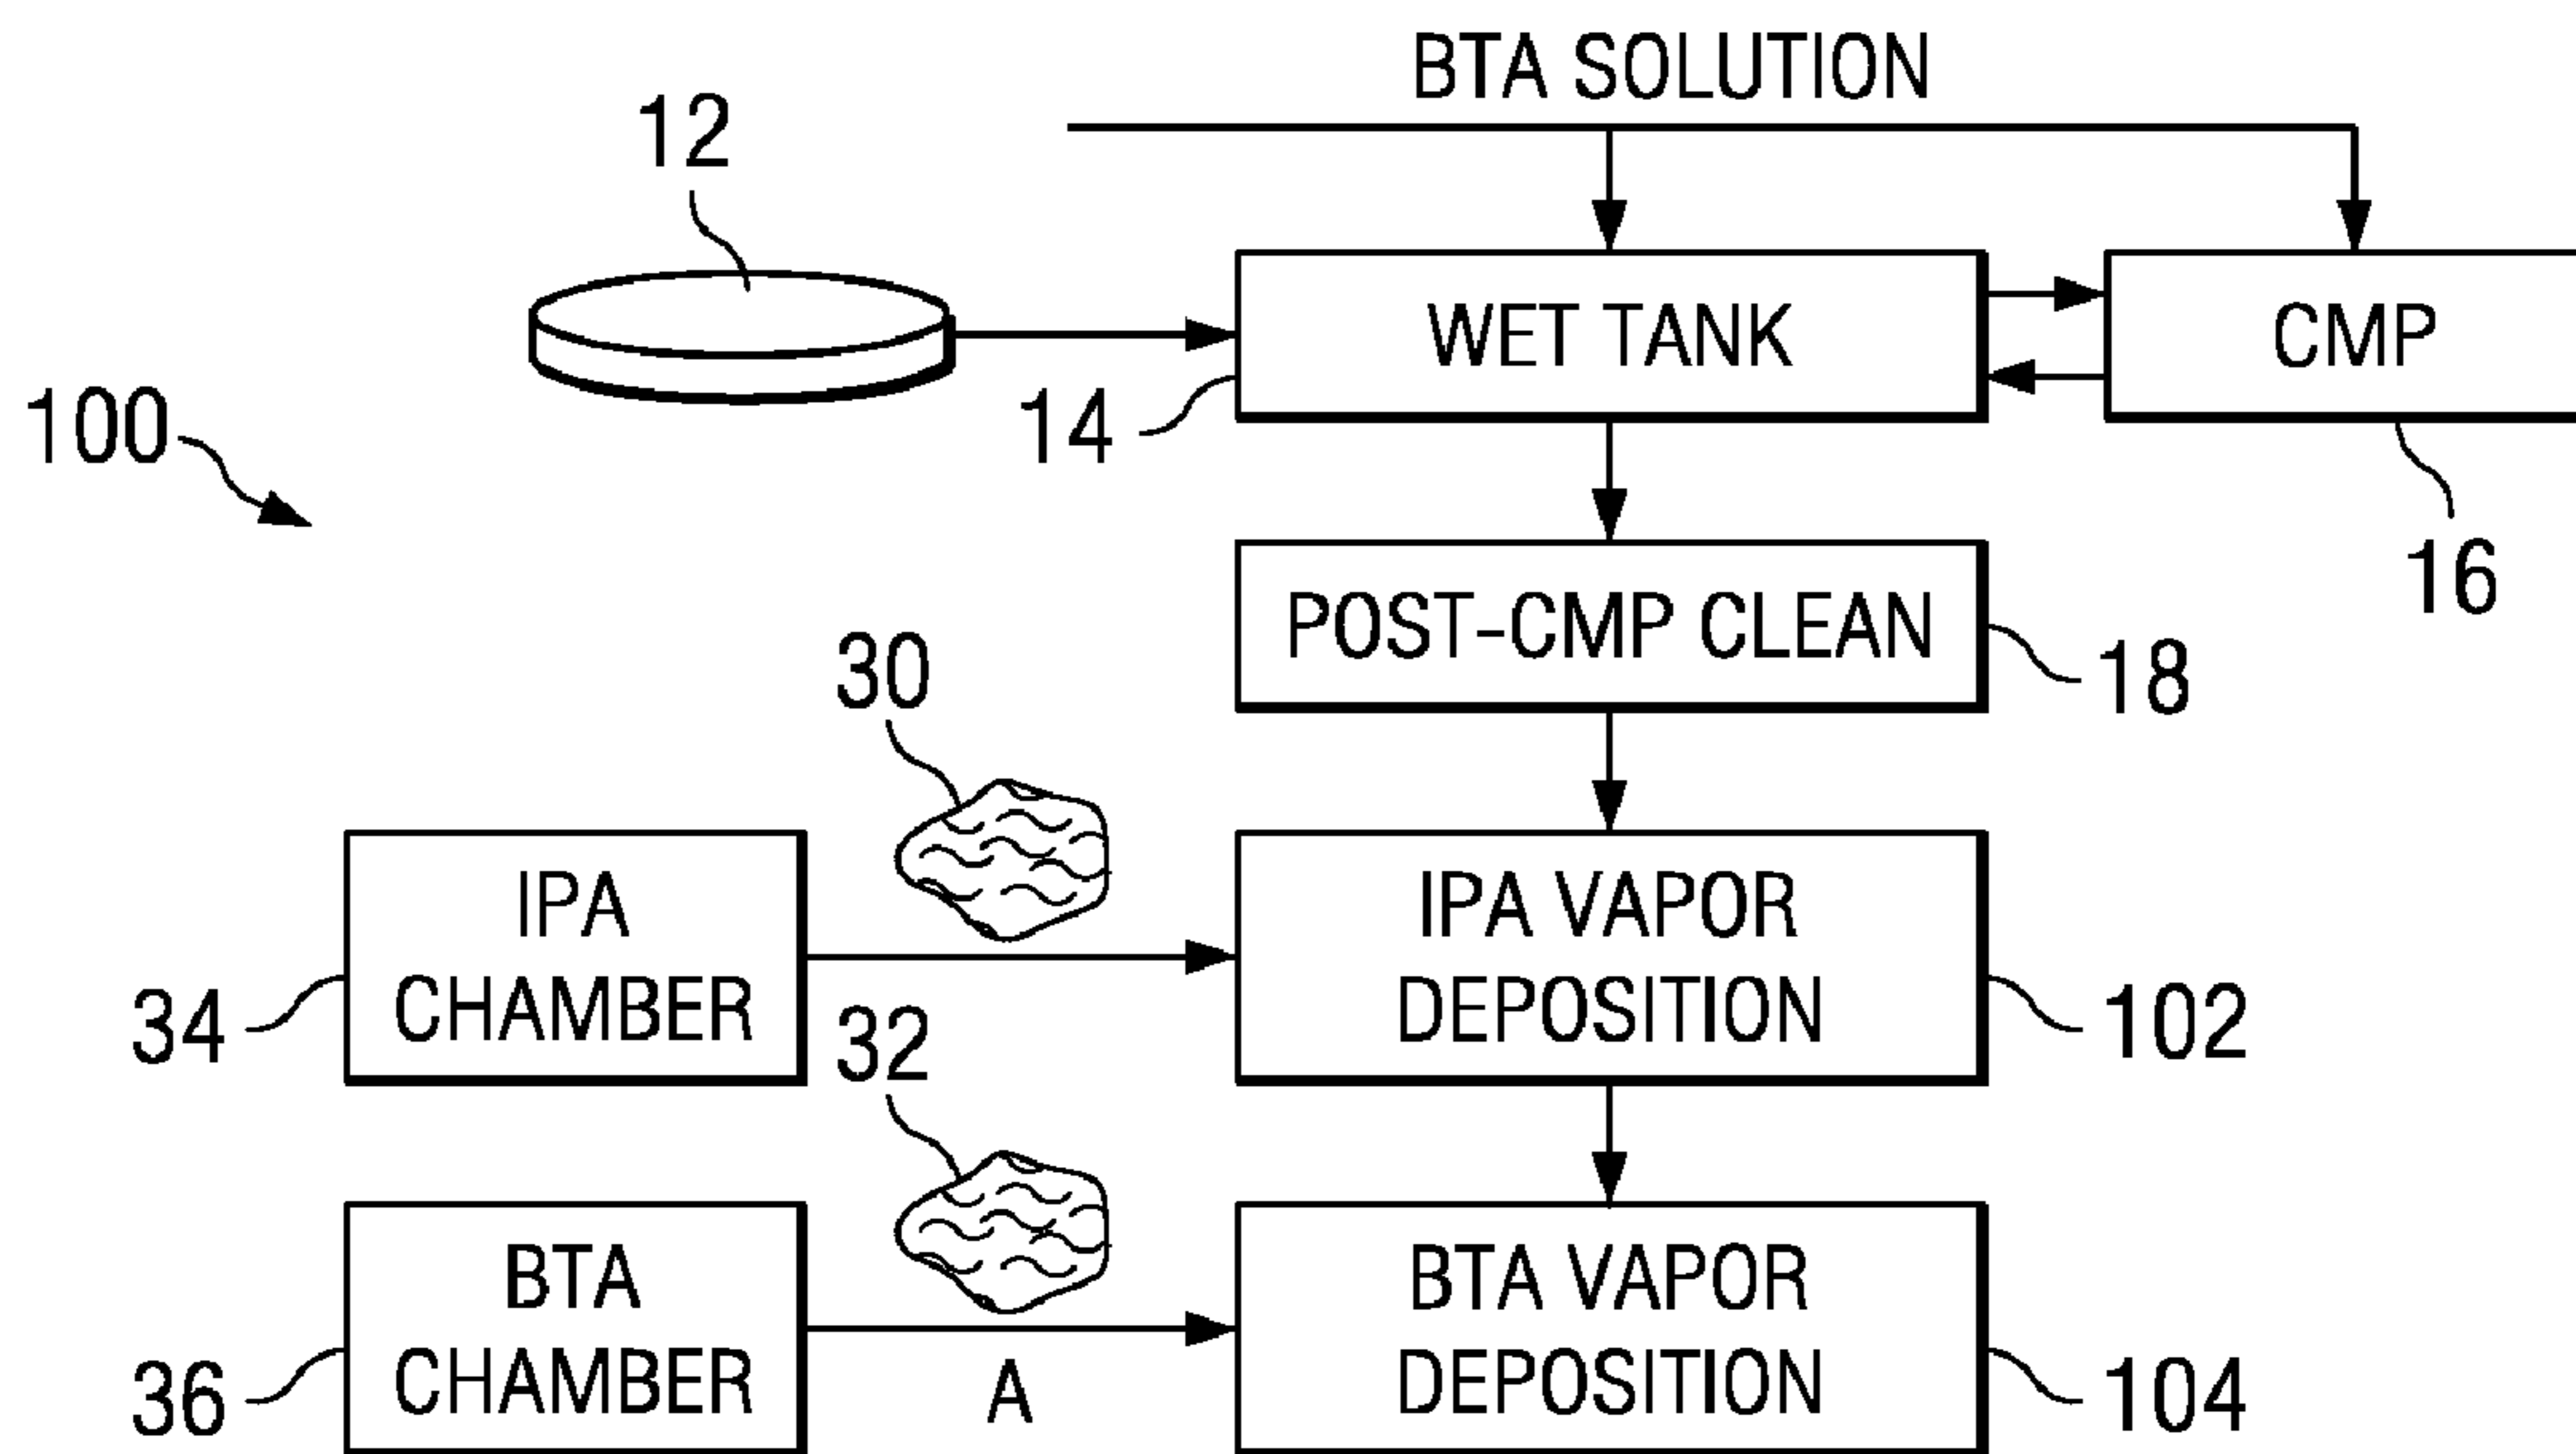 BTA SOLUTION
12
WET TANK
CMP
100
14
16
POST-CMP CLEAN
18
30
IPA
CHAMBER
34
IPA VAPOR
DEPOSITION
102
32
BTA
CHAMBER
36
A
BTA VAPOR
DEPOSITION
104